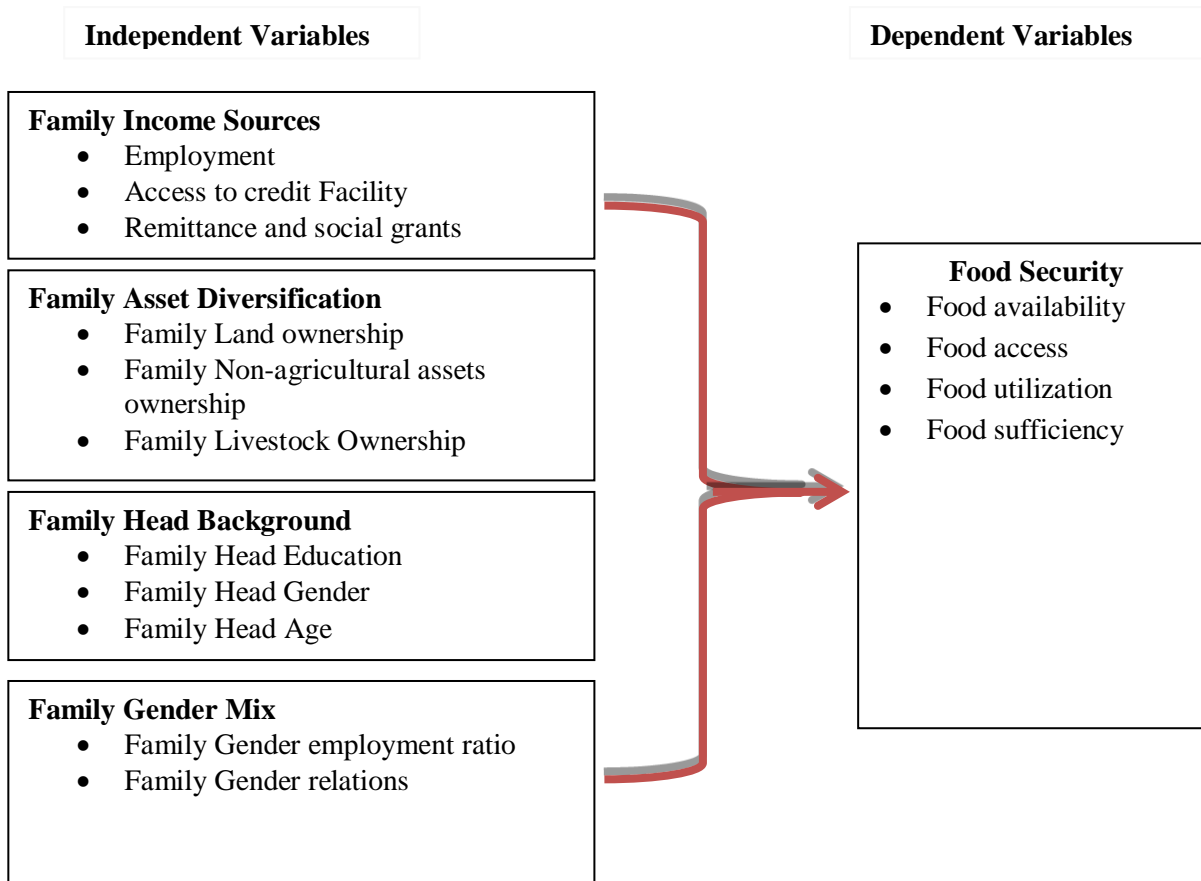 Independent Variables
Dependent Variables
Family Income Sources
• Employment
• Access to credit Facility
• Remittance and social grants
Family Asset Diversification
• Family Land ownership
• Family Non-agricultural assets
ownership
• Family Livestock Ownership
Family Head Background
• Family Head Education
• Family Head Gender
• Family Head Age
Family Gender Mix
• Family Gender employment ratio
• Family Gender relations
Food Security
• Food availability
• Food access
• Food utilization
• Food sufficiency